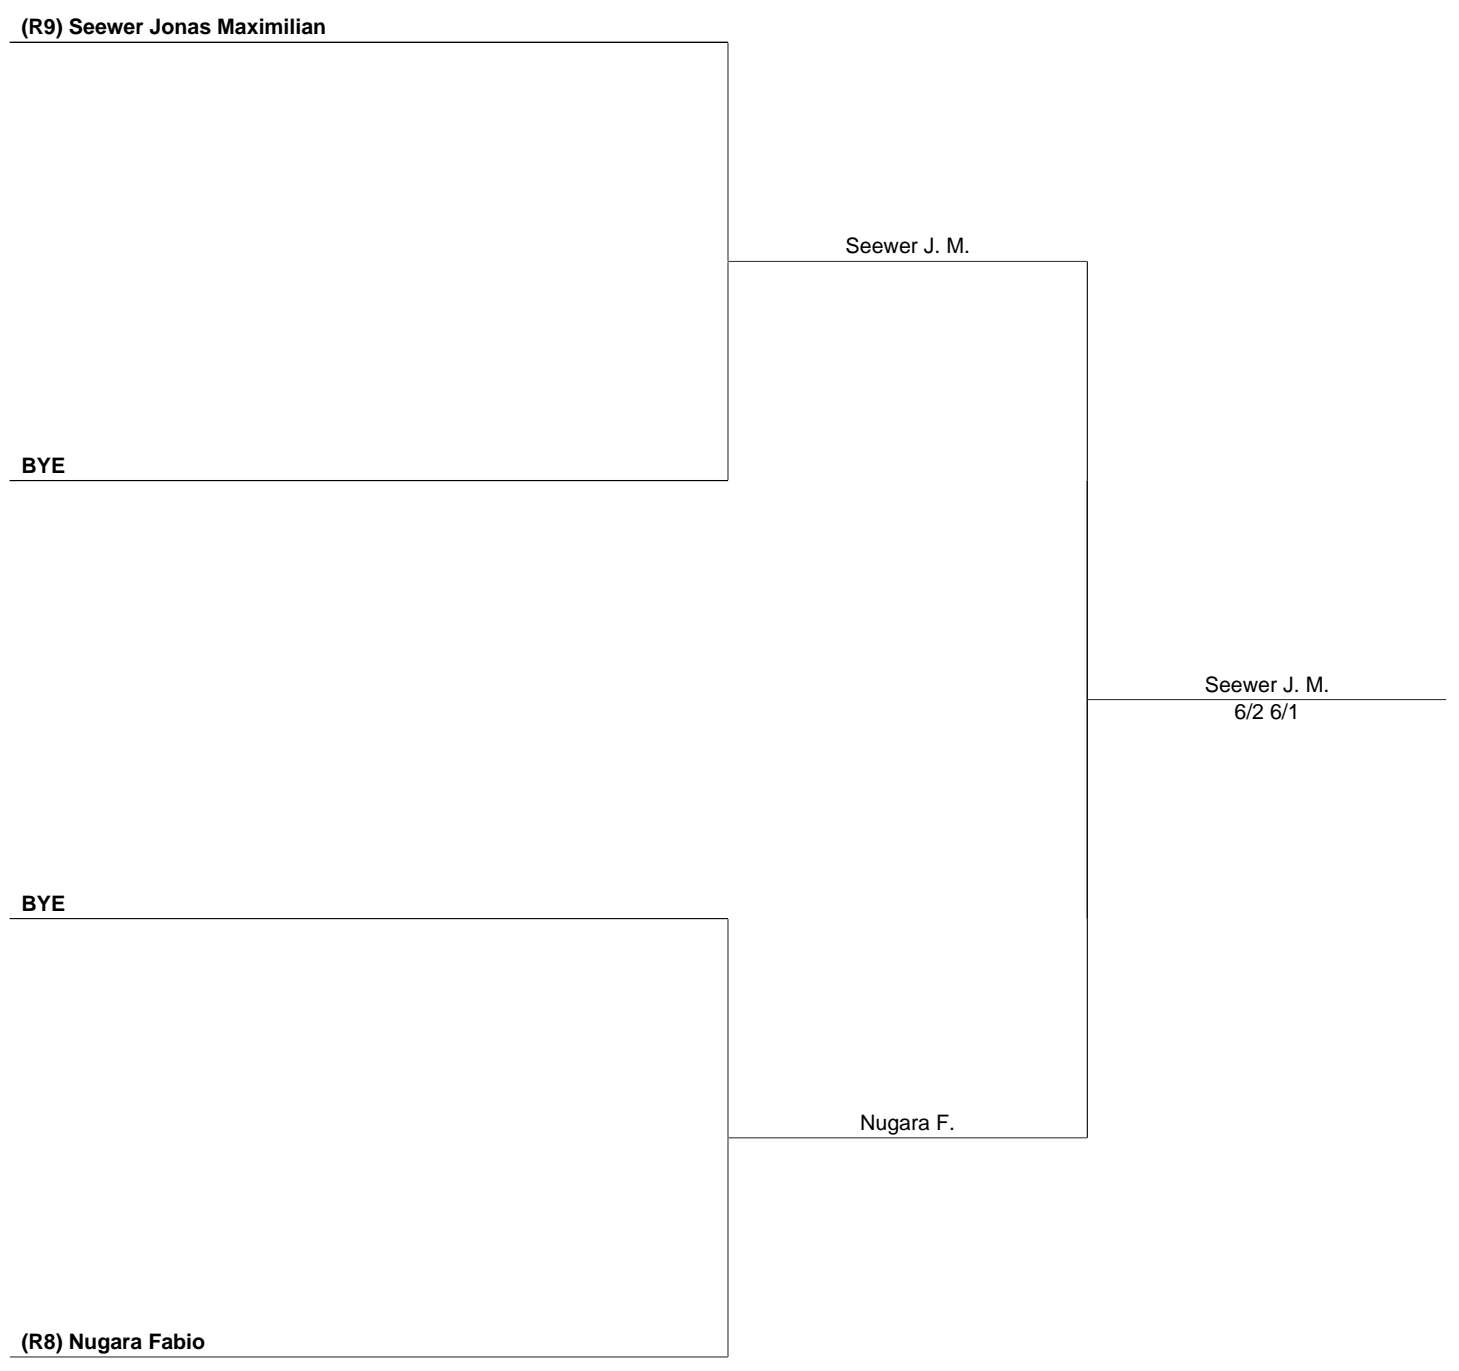 (R9) Seewer Jonas Maximilian
Seewer J. M.
BYE
Seewer J. M.
6/2 6/1
BYE
Nugara F.
(R8) Nugara Fabio